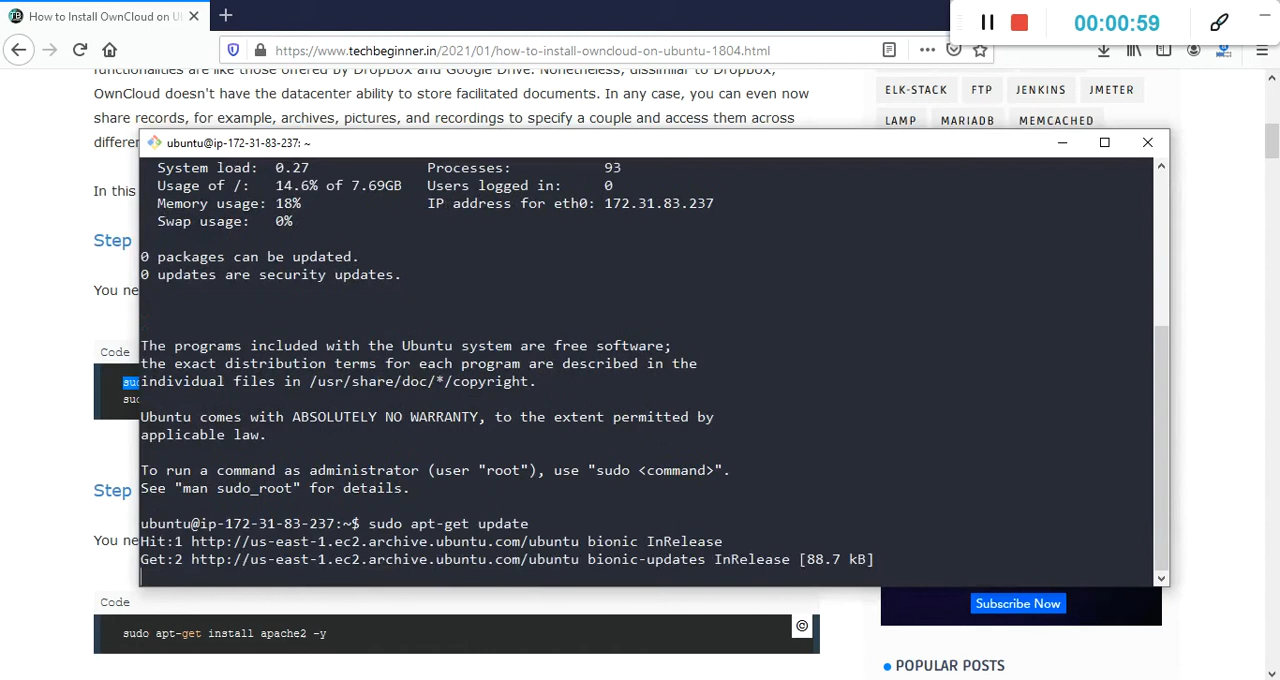 How to Install OwnCloud on U
00:00:59
https://www.techbeginner.in/2021/01/how-to-install-owncloud-on-ubuntu-1804.html
functionalities are like those offered by DropBox and Google Drive. Nonetheless, dissimilar to DropBox,
OwnCloud doesn't have the datacenter ability to store facilitated documents. In any case, you can even now
share records, for example, archives, pictures, and recordings to specify a couple and access them across
differen
ELK-STACK FTP JENKINS JMETER
LAMP MARIADB MEMCACHED
ubuntu@ip-172-31-83-237: ~
System load: 0.27 Processes: 93
Usage of /: 14.6% of 7.69GB Users logged in: 0
Memory usage: 18% IP address for eth0: 172.31.83.237
Swap usage: 0%
0 packages can be updated.
0 updates are security updates.
The programs included with the Ubuntu system are free software;
the exact distribution terms for each program are described in the
individual files in /usr/share/doc/*/copyright.
Ubuntu comes with ABSOLUTELY NO WARRANTY, to the extent permitted by
applicable law.
To run a command as administrator (user "root"), use "sudo <command>".
See "man sudo_root" for details.
ubuntu@ip-172-31-83-237:~$ sudo apt-get update
Hit:1 http://us-east-1.ec2.archive.ubuntu.com/ubuntu bionic InRelease
Get:2 http://us-east-1.ec2.archive.ubuntu.com/ubuntu bionic-updates InRelease [88.7 kB]
In this
Step
You ne
Code
suc
suc
Step
You ne
Code
sudo apt-get install apache2 -y
©
Subscribe Now
POPULAR POSTS